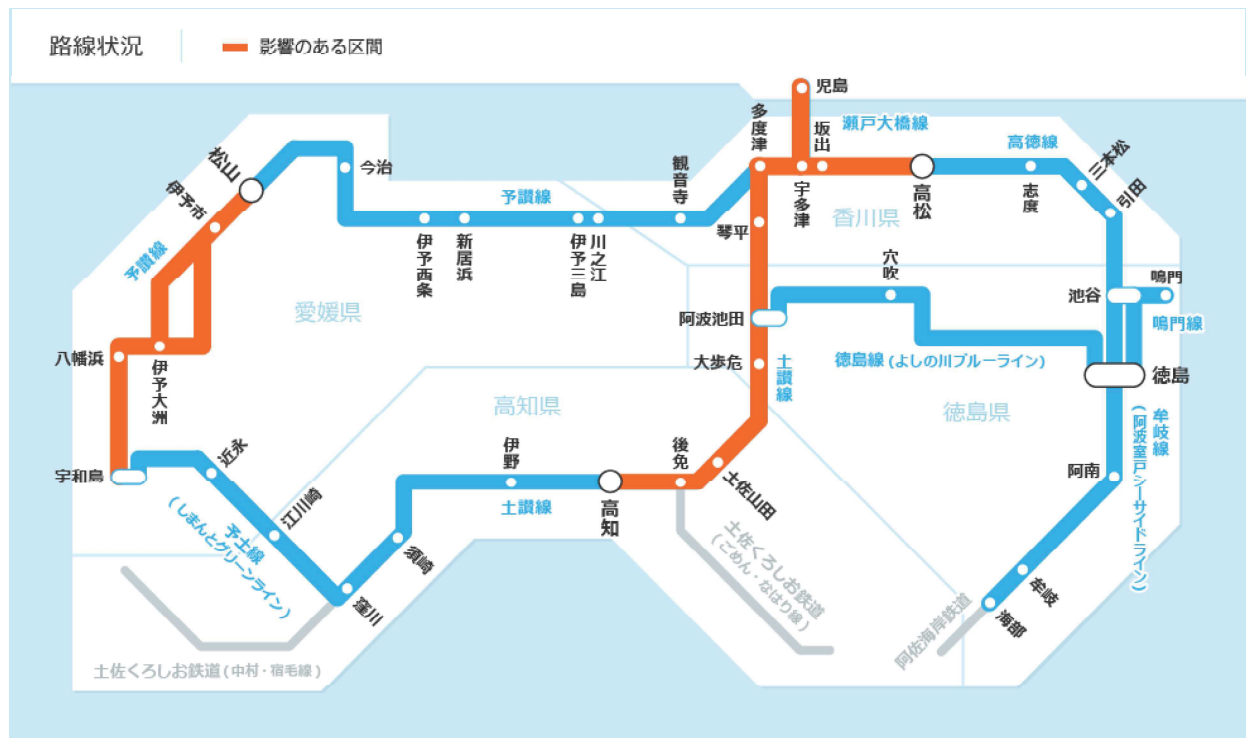 路線状況
影響のある区間
児島
多度津
坂出
瀬戸大橋線
高徳線
三本松
松山
今治
観音寺
宇多津
高松
志度
引田
伊予市
予讃線
香川県
琴平
予讃線
伊予西条
新居浜
伊予三島
川之江
穴吹
池谷
鳴門
愛媛県
阿波池田
鳴門線
八幡浜
伊予大洲
大歩危
土讃線
徳島線(よしの川ブルーライン)
徳島
高知県
徳島県
牟岐線
(阿波室戸シーサイドライン)
近永
伊野
後免
宇和島
土佐山田
阿南
江川崎
土讃線
高知
予土線
(しまんとグリーンライン)
須崎
土佐くろしお鉄道
(ごめん・なはり線)
窪川
牟岐
海部
阿佐海岸鉄道
土佐くろしお鉄道(中村・宿毛線)